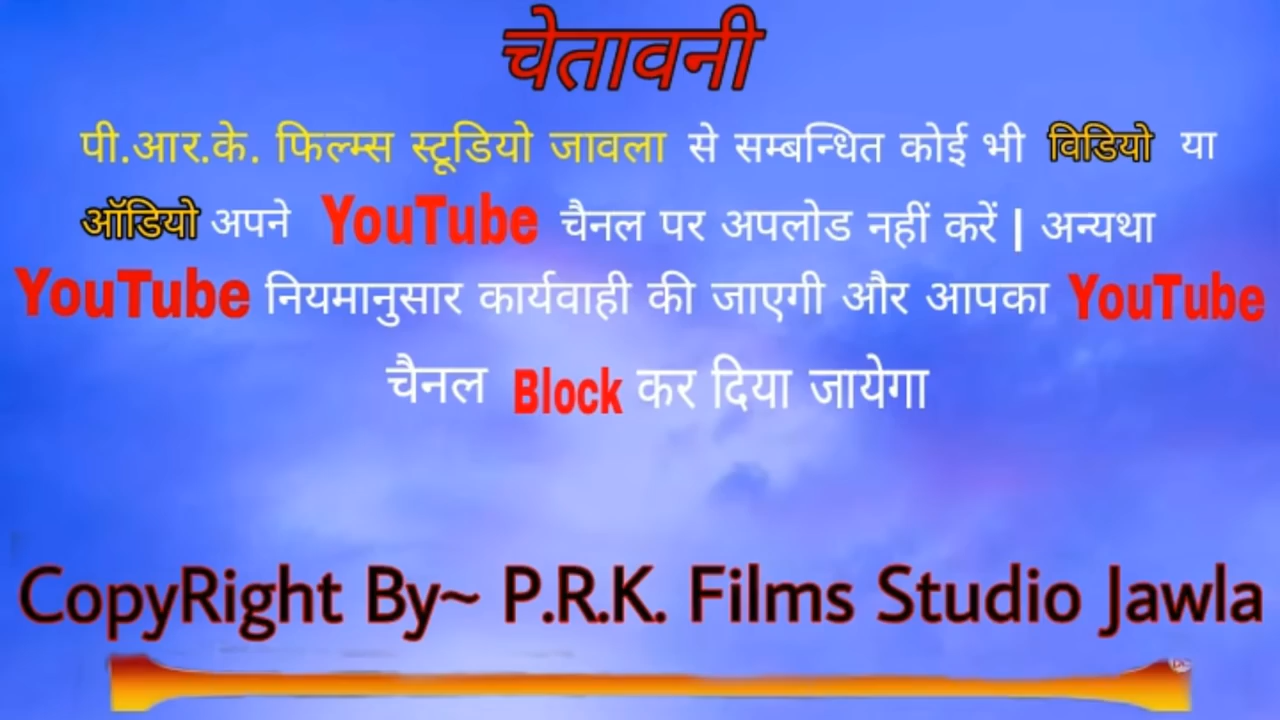 चेतावनी
पी.आर.के. फिल्म्स स्टूडियो जावला से सम्बन्धित कोई भी विडियो या
ऑडियो अपने YouTube चैनल पर अपलोड नहीं करें | अन्यथा
YouTube नियमानुसार कार्यवाही की जाएगी और आपका YouTube
चैनल Block कर दिया जायेगा
CopyRight By~ P.R.K. Films Studio Jawla